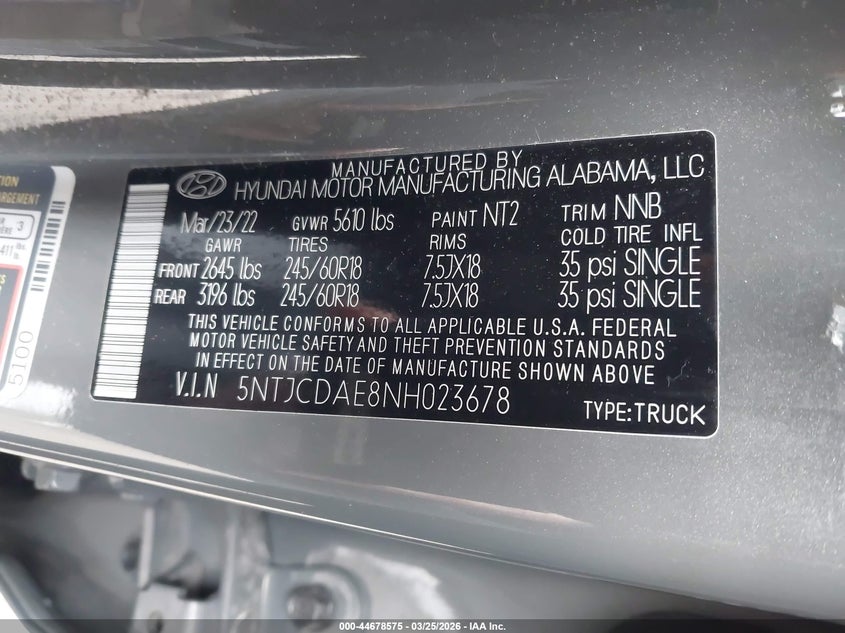 MANUFACTURED BY
HYUNDAI MOTOR MANUFACTURING ALABAMA, LLC
Mar/23/22 GVWR 5610 lbs PAINT NT2 TRIM NNB
GAWR TIRES RIMS COLD TIRE INFL
FRONT 2645 lbs 245/60R18 7.5JX18 35 psi SINGLE
REAR 3196 lbs 245/60R18 7.5JX18 35 psi SINGLE
THIS VEHICLE CONFORMS TO ALL APPLICABLE U.S.A. FEDERAL
MOTOR VEHICLE SAFETY AND THEFT PREVENTION STANDARDS
IN EFFECT ON THE DATE OF MANUFACTURE SHOWN ABOVE
V.I.N 5NTJCDAE8NH023678 TYPE:TRUCK
3
5100
000-44678575 - 03/25/2026 - IAA Inc.